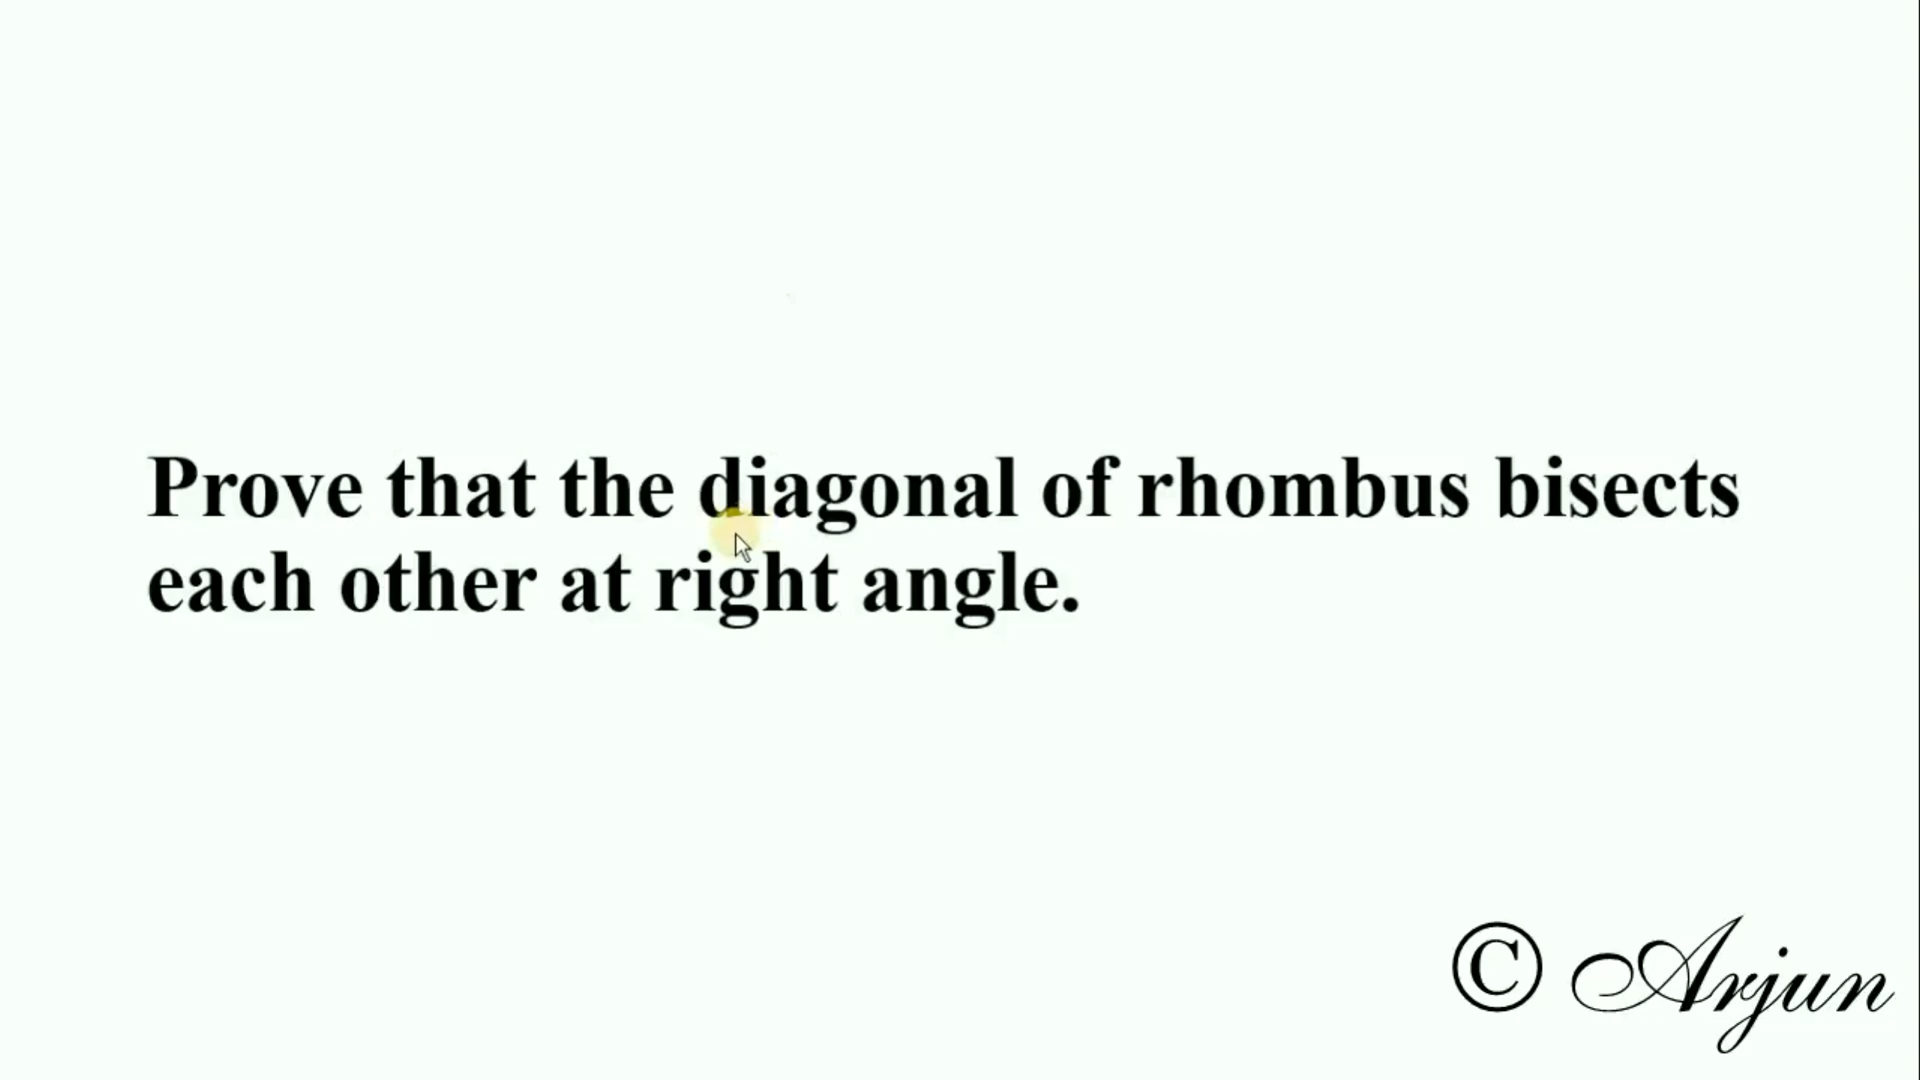 Prove that the diagonal of rhombus bisects
each other at right angle.
© Arjun